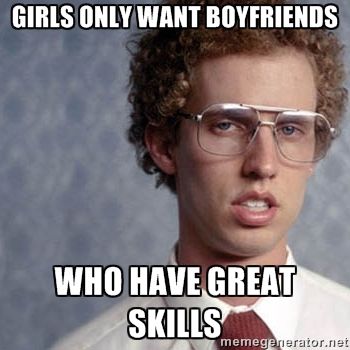 GIRLS ONLY WANT BOYFRIENDS
WHO HAVE GREAT
SKILLS
memegenerator.net